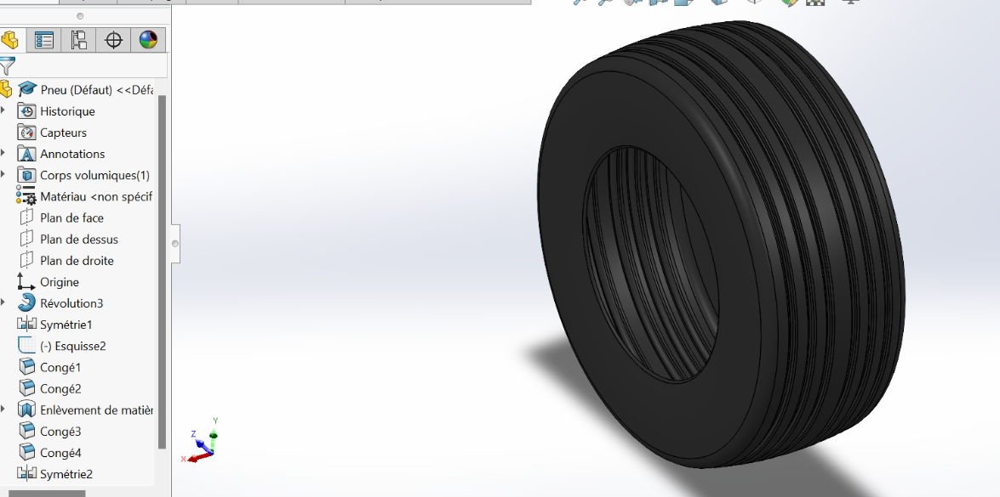 Pneu (Défaut) <<Défa
Historique
Capteurs
Annotations
Corps volumiques(1)
Matériau <non spécif
Plan de face
Plan de dessus
Plan de droite
Origine
Révolution3
Symétrie1
(-) Esquisse2
Congé1
Congé2
Enlèvement de matièr
Congé3
Congé4
Symétrie2
Y
Z
X